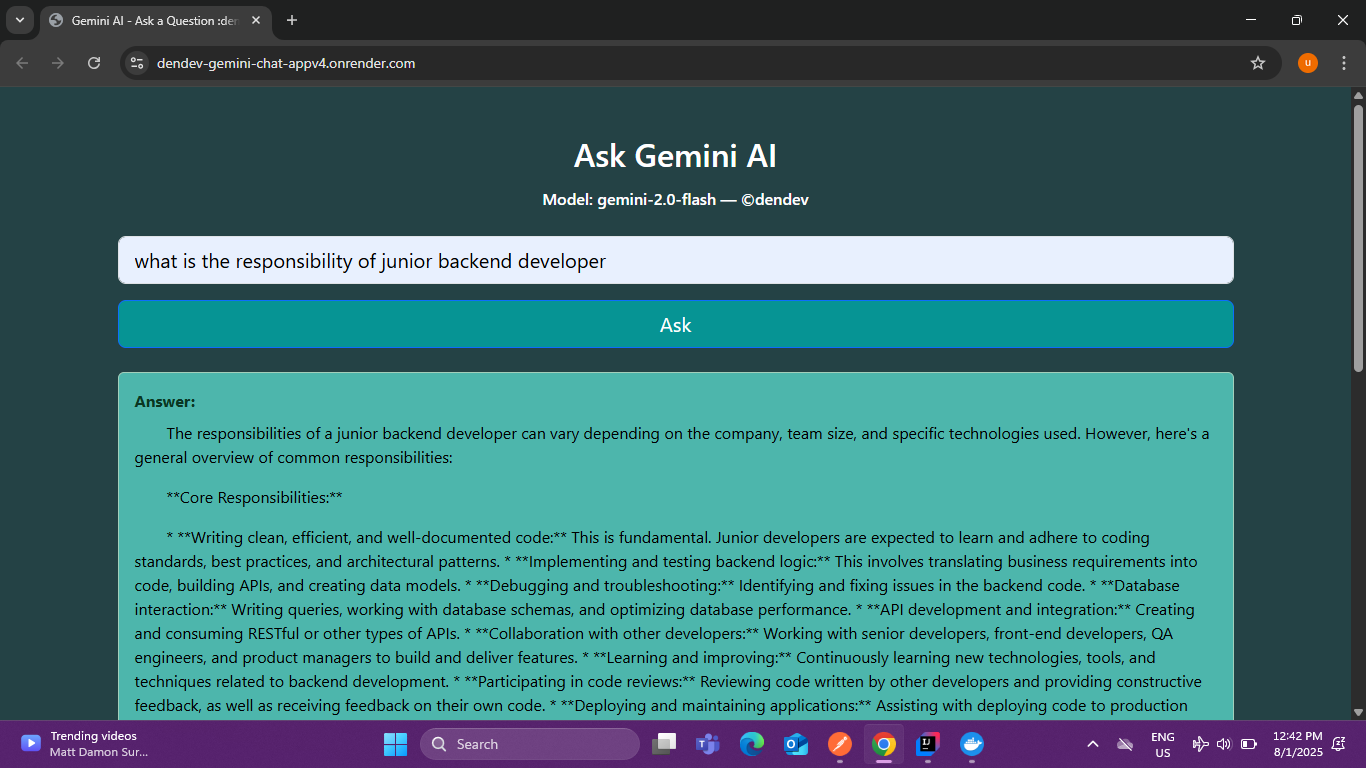 Gemini AI - Ask a Question :den
dendev-gemini-chat-appv4.onrender.com
u
Ask Gemini AI
Model: gemini-2.0-flash — ©dendev
what is the responsibility of junior backend developer
Ask
Answer:
The responsibilities of a junior backend developer can vary depending on the company, team size, and specific technologies used. However, here's a
general overview of common responsibilities:
**Core Responsibilities:**
* **Writing clean, efficient, and well-documented code:** This is fundamental. Junior developers are expected to learn and adhere to coding
standards, best practices, and architectural patterns. * **Implementing and testing backend logic:** This involves translating business requirements into
code, building APIs, and creating data models. * **Debugging and troubleshooting:** Identifying and fixing issues in the backend code. * **Database
interaction:** Writing queries, working with database schemas, and optimizing database performance. * **API development and integration:** Creating
and consuming RESTful or other types of APIs. * **Collaboration with other developers:** Working with senior developers, front-end developers, QA
engineers, and product managers to build and deliver features. * **Learning and improving:** Continuously learning new technologies, tools, and
techniques related to backend development. * **Participating in code reviews:** Reviewing code written by other developers and providing constructive
feedback, as well as receiving feedback on their own code. * **Deploying and maintaining applications:** Assisting with deploying code to production
Trending videos
Matt Damon Sur...
Search
ENG
US
12:42 PM
8/1/2025